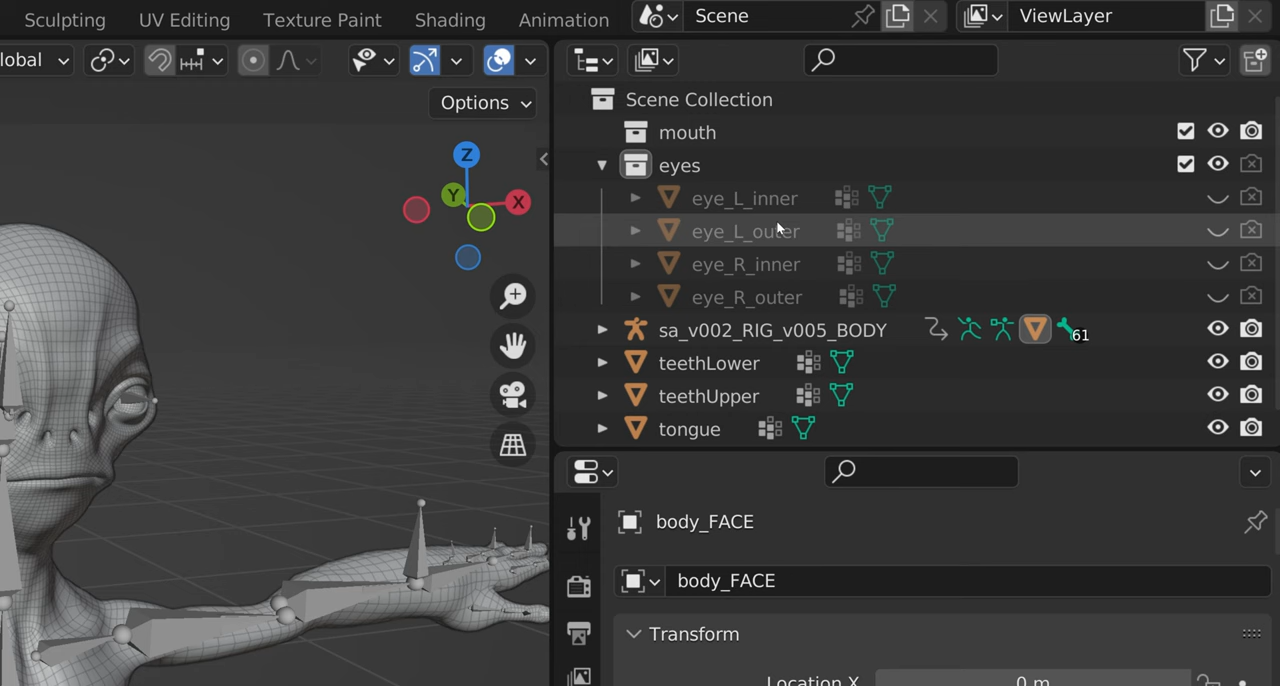 Sculpting UV Editing Texture Paint Shading Animation Scene ViewLayer
lobal
Options
Scene Collection
mouth
eyes
eye_L_inner
eye_L_outer
eye_R_inner
eye_R_outer
sa_v002_RIG_v005_BODY 61
teethLower
teethUpper
tongue
Z
Y
X
body_FACE
body_FACE
Transform
Location X 0 m